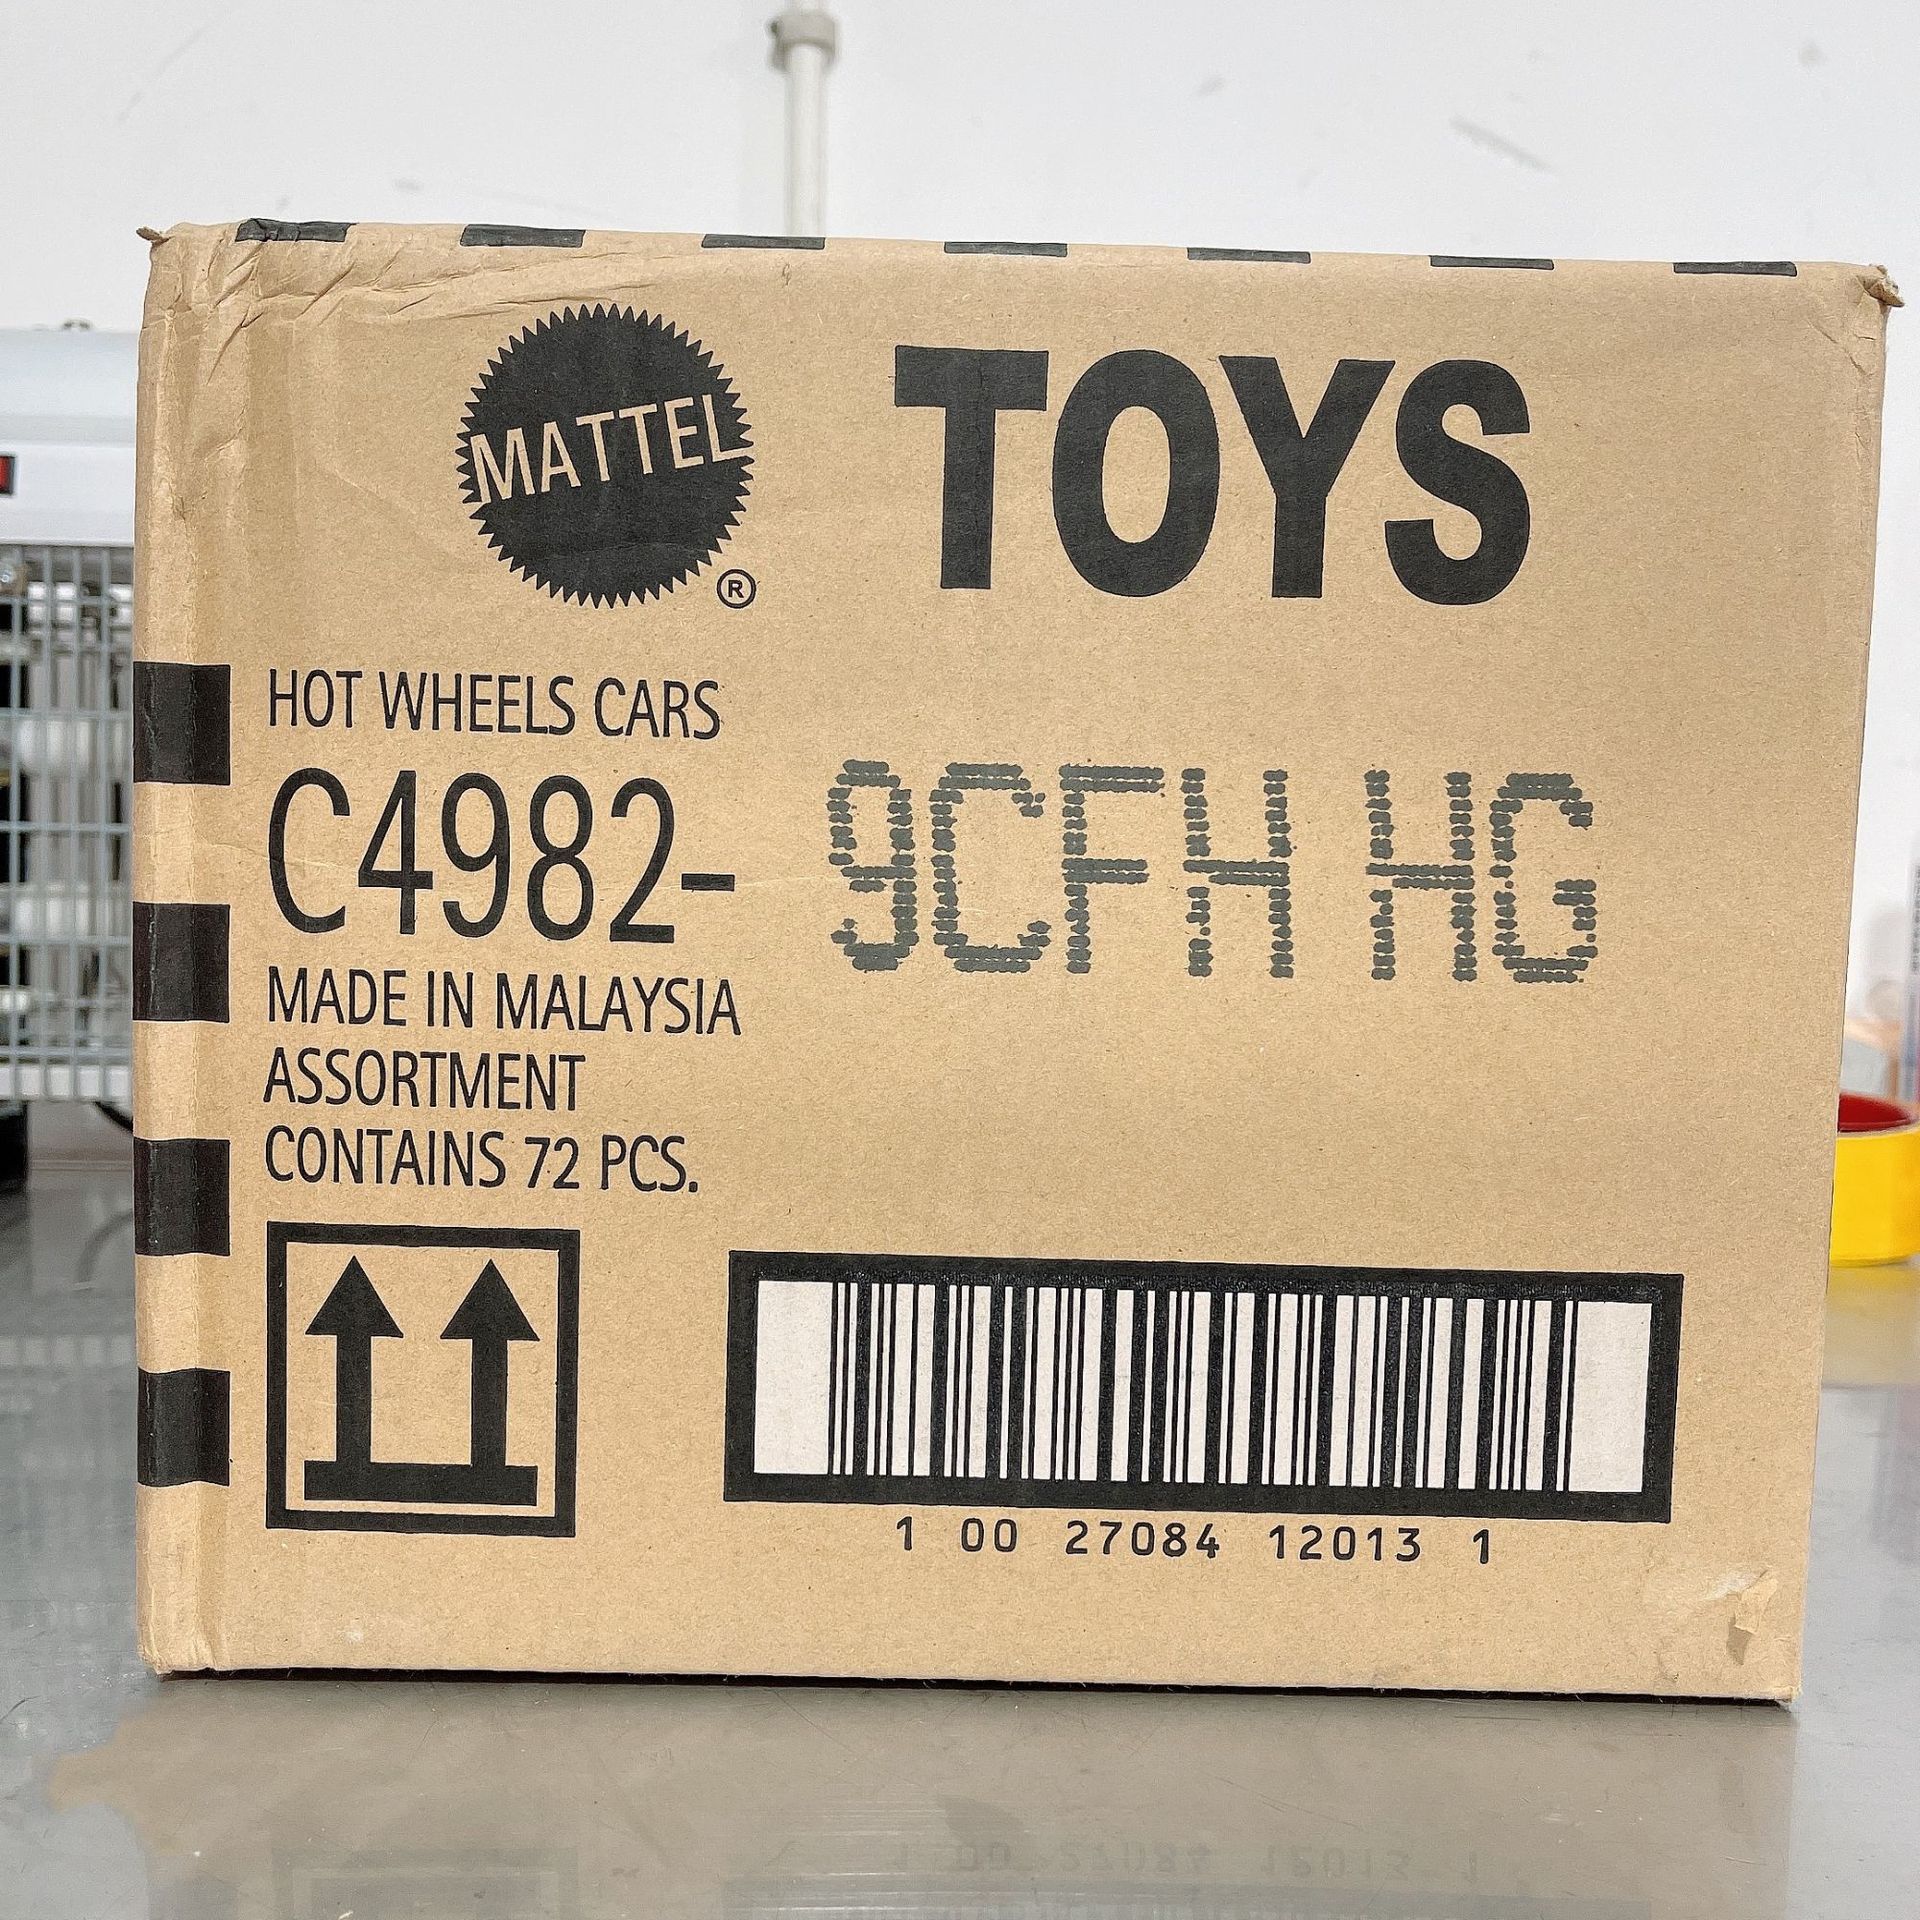 MATTEL ® TOYS
HOT WHEELS CARS
C4982- 9CFH HG
MADE IN MALAYSIA
ASSORTMENT
CONTAINS 72 PCS.
1 00 27084 12013 1